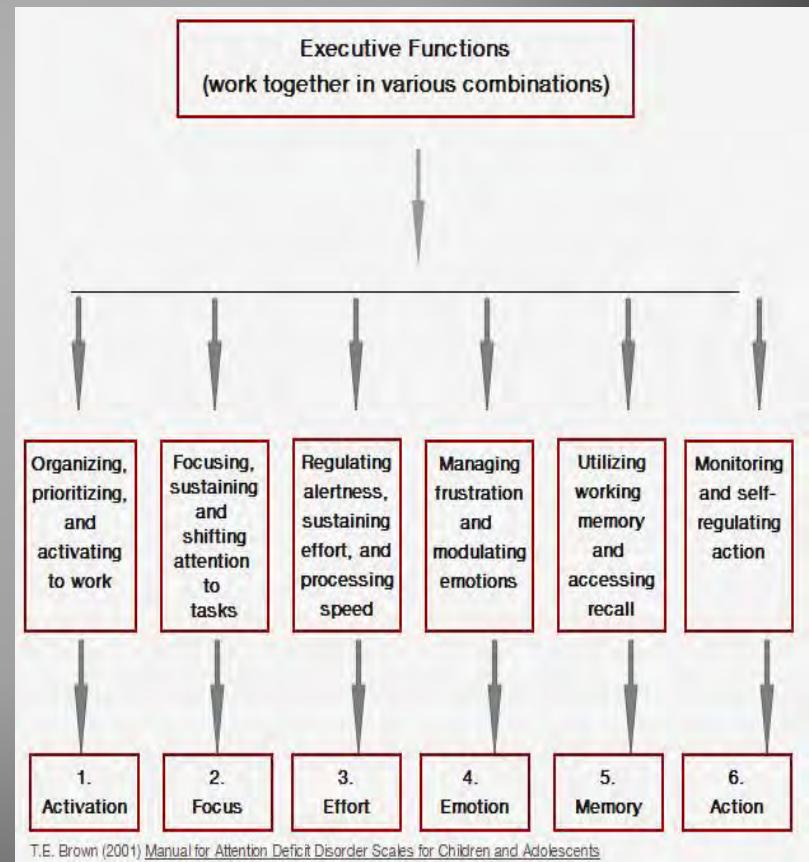 Executive Functions
(work together in various combinations)
Organizing,
prioritizing,
and
activating
to work
Focusing,
sustaining
and
shifting
attention
to
tasks
Regulating
alertness,
sustaining
effort, and
processing
speed
Managing
frustration
and
modulating
emotions
Utilizing
working
memory
and
accessing
recall
Monitoring
and self-
regulating
action
1.
Activation
2.
Focus
3.
Effort
4.
Emotion
5.
Memory
6.
Action
T.E. Brown (2001) Manual for Attention Deficit Disorder Scales for Children and Adolescents